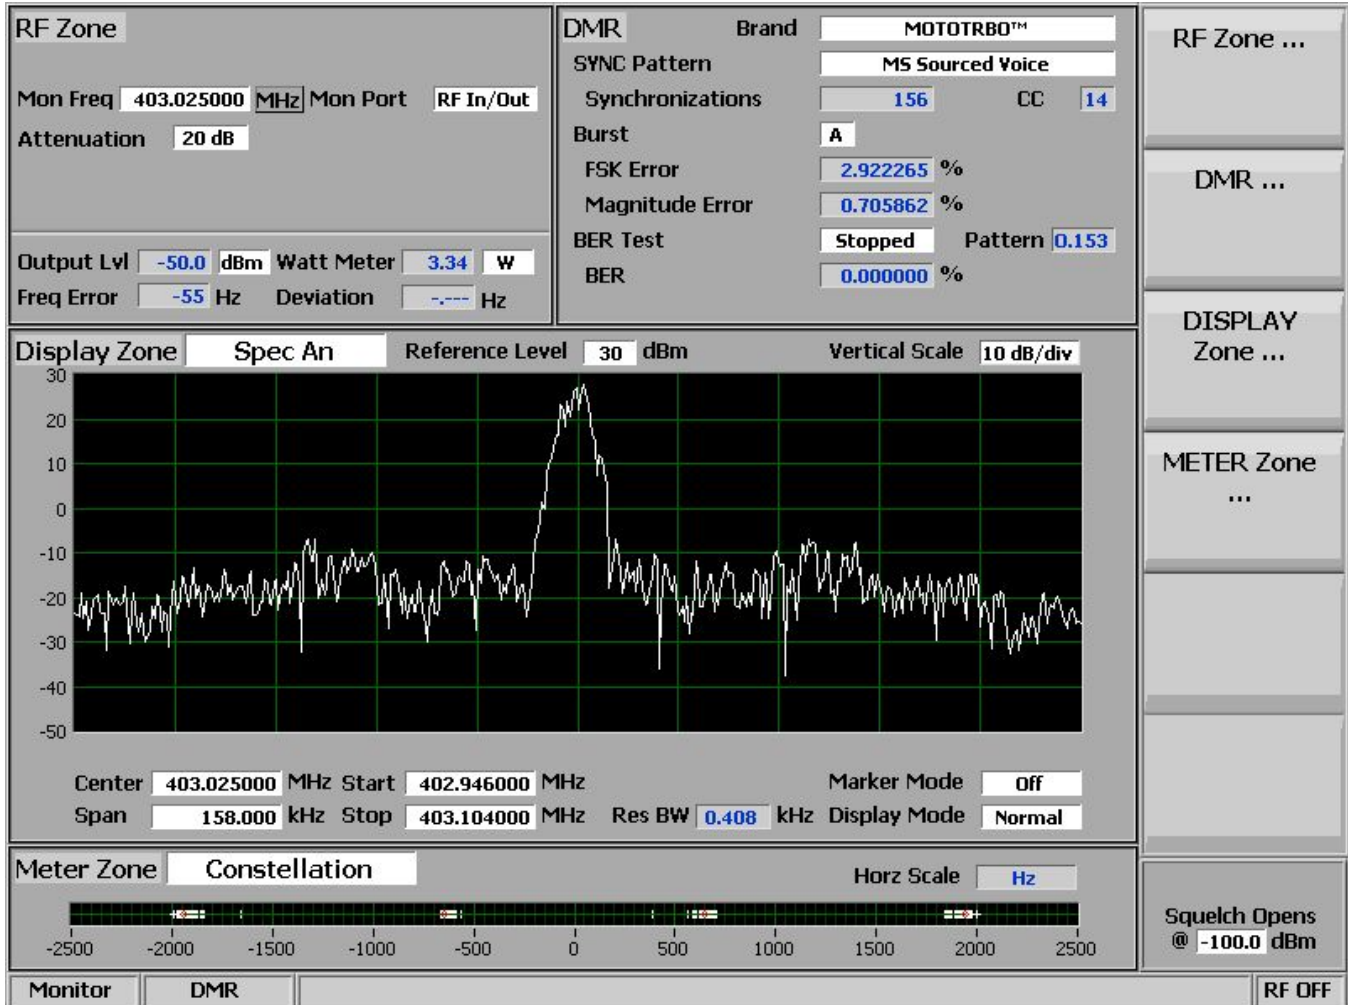 RF Zone
Mon Freq 403.025000 MHz Mon Port RF In/Out
Attenuation 20 dB
Output Lvl -50.0 dBm Watt Meter 3.34 W
Freq Error -55 Hz Deviation -.--- Hz
DMR Brand MOTOTRBO™
SYNC Pattern MS Sourced Voice
Synchronizations 156 CC 14
Burst A
FSK Error 2.922265 %
Magnitude Error 0.705862 %
BER Test Stopped Pattern 0.153
BER 0.000000 %
Display Zone Spec An Reference Level 30 dBm Vertical Scale 10 dB/div
30
20
10
0
-10
-20
-30
-40
-50
Center 403.025000 MHz Start 402.946000 MHz Marker Mode Off
Span 158.000 kHz Stop 403.104000 MHz Res BW 0.408 kHz Display Mode Normal
Meter Zone Constellation Horz Scale Hz
-2500 -2000 -1500 -1000 -500 0 500 1000 1500 2000 2500
RF Zone ...
DMR ...
DISPLAY
Zone ...
METER Zone
...
Squelch Opens
@ -100.0 dBm
Monitor DMR RF OFF